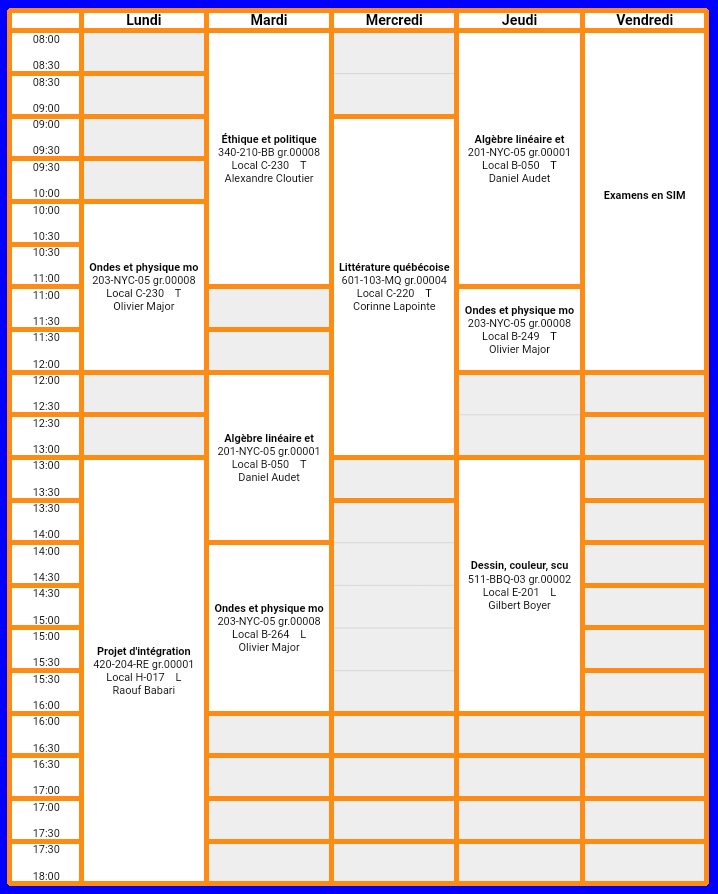 Lundi Mardi Mercredi Jeudi Vendredi
08:00
08:30
08:30
09:00
09:00
09:30
09:30
10:00
10:00
10:30
10:30
11:00
11:00
11:30
11:30
12:00
12:00
12:30
12:30
13:00
13:00
13:30
13:30
14:00
14:00
14:30
14:30
15:00
15:00
15:30
15:30
16:00
16:00
16:30
16:30
17:00
17:00
17:30
17:30
18:00
Ondes et physique mo
203-NYC-05 gr.00008
Local C-230 T
Olivier Major
Projet d'intégration
420-204-RE gr.00001
Local H-017 L
Raouf Babari
Éthique et politique
340-210-BB gr.00008
Local C-230 T
Alexandre Cloutier
Algèbre linéaire et
201-NYC-05 gr.00001
Local B-050 T
Daniel Audet
Ondes et physique mo
203-NYC-05 gr.00008
Local B-264 L
Olivier Major
Littérature québécoise
601-103-MQ gr.00004
Local C-220 T
Corinne Lapointe
Algèbre linéaire et
201-NYC-05 gr.00001
Local B-050 T
Daniel Audet
Ondes et physique mo
203-NYC-05 gr.00008
Local B-249 T
Olivier Major
Dessin, couleur, scu
511-BBQ-03 gr.00002
Local E-201 L
Gilbert Boyer
Examens en SIM